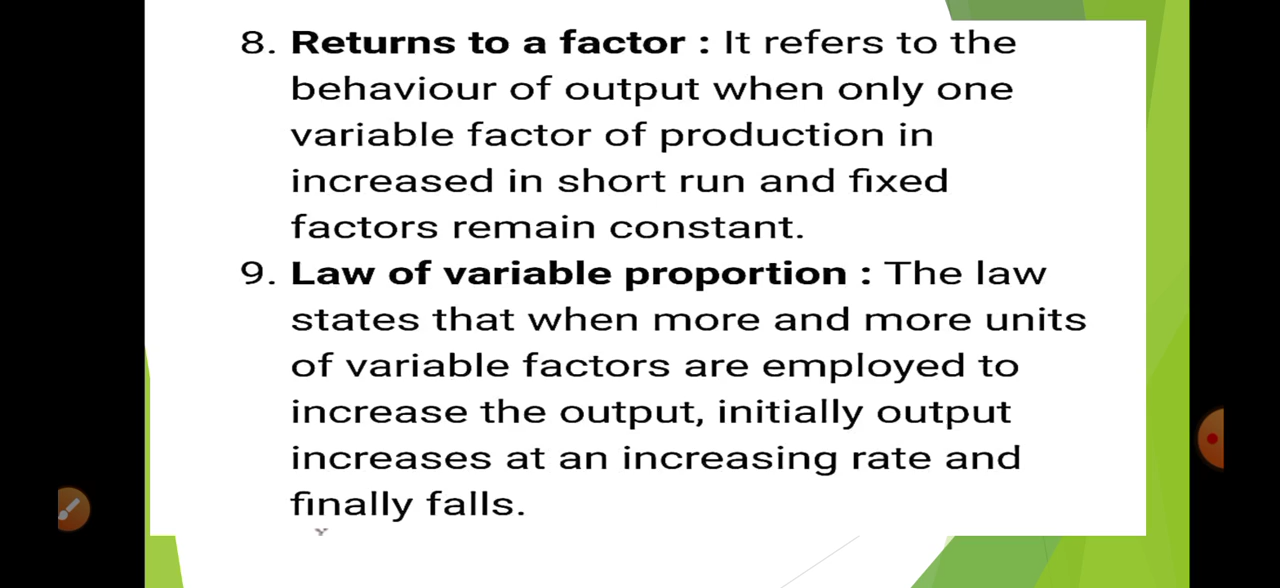 8. Returns to a factor : It refers to the
behaviour of output when only one
variable factor of production in
increased in short run and fixed
factors remain constant.
9. Law of variable proportion : The law
states that when more and more units
of variable factors are employed to
increase the output, initially output
increases at an increasing rate and
finally falls.